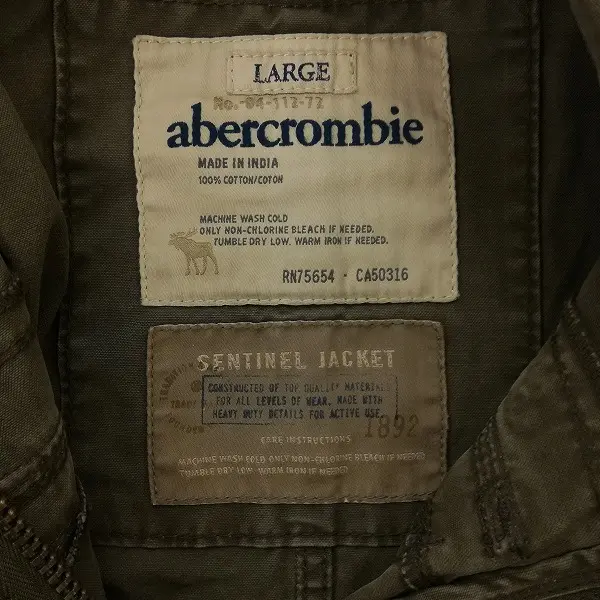 LARGE
No.-04-112-72
abercrombie
MADE IN INDIA
100% COTTON/COTON
MACHINE WASH COLD
ONLY NON-CHLORINE BLEACH IF NEEDED.
TUMBLE DRY LOW. WARM IRON IF NEEDED.
RN75654 · CA50316
SENTINEL JACKET
CONSTRUCTED OF TOP QUALITY MATERIALS
FOR ALL LEVELS OF WEAR. MADE WITH
HEAVY DUTY DETAILS FOR ACTIVE USE.
1892
CARE INSTRUCTIONS
MACHINE WASH COLD ONLY NON-CHLORINE BLEACH IF NEEDED
TUMBLE DRY LOW. WARM IRON IF NEEDED